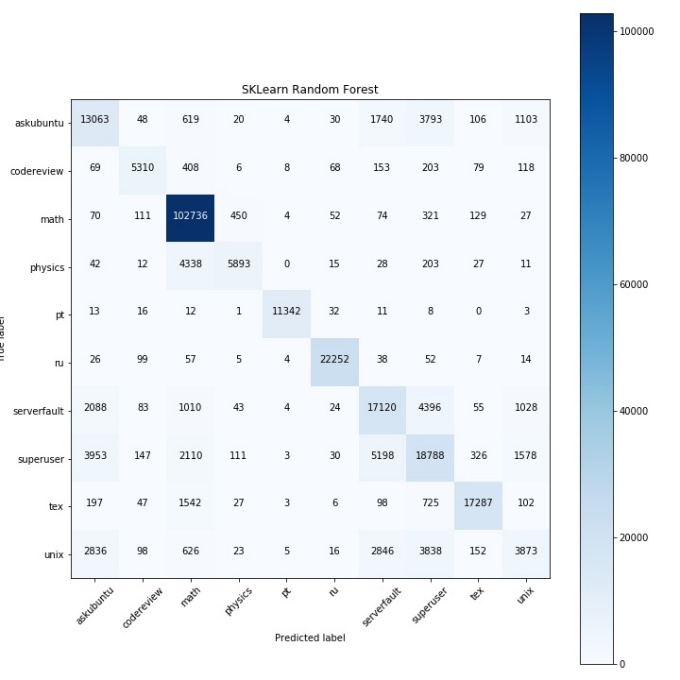 SKLearn Random Forest
askubuntu 13063 48 619 20 4 30 1740 3793 106 1103
codereview 69 5310 408 6 8 68 153 203 79 118
math 70 111 102736 450 4 52 74 321 129 27
physics 42 12 4338 5893 0 15 28 203 27 11
pt 13 16 12 1 11342 32 11 8 0 3
ru 26 99 57 5 4 22252 38 52 7 14
serverfault 2088 83 1010 43 4 24 17120 4396 55 1028
superuser 3953 147 2110 111 3 30 5198 18788 326 1578
tex 197 47 1542 27 3 6 98 725 17287 102
unix 2836 98 626 23 5 16 2846 3838 152 3873
askubuntu codereview math physics pt ru serverfault superuser tex unix
Predicted label
True label
100000
80000
60000
40000
20000
0